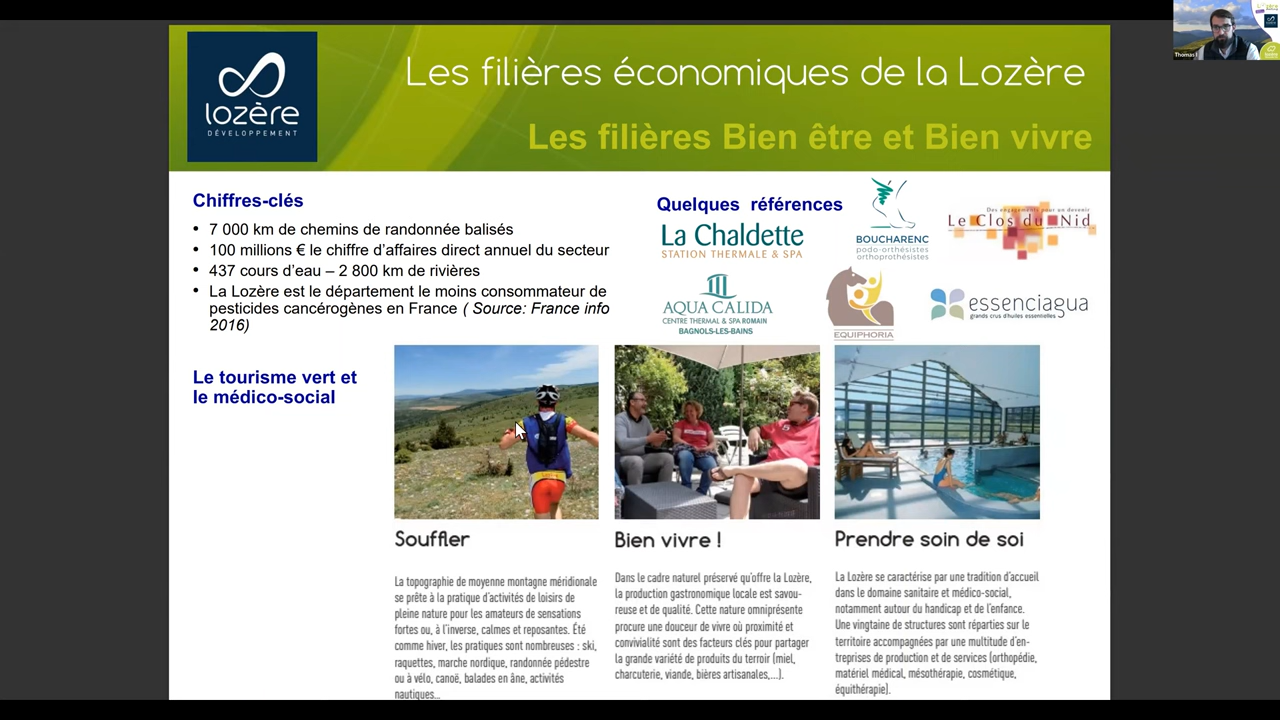 lozère
DÉVELOPPEMENT
Les filières économiques de la Lozère
Les filières Bien être et Bien vivre
Thomas
Chiffres-clés
• 7 000 km de chemins de randonnée balisés
• 100 millions € le chiffre d'affaires direct annuel du secteur
• 437 cours d'eau – 2 800 km de rivières
• La Lozère est le département le moins consommateur de
pesticides cancérogènes en France ( Source: France info
2016)
Le tourisme vert et
le médico-social
Quelques références
La Chaldette
STATION THERMALE & SPA
BOUCHARENC
podo-orthésistes
orthoprothésistes
Des engagements pour un devenir
Le Clos du Nid
AQUA CALIDA
CENTRE THERMAL & SPA ROMAIN
BAGNOLS-LES-BAINS
EQUIPHORIA
essenciagua
grands crus d'huiles essentielles
Souffler
La topographie de moyenne montagne méridionale
se prête à la pratique d'activités de loisirs de
pleine nature pour les amateurs de sensations
fortes ou, à l'inverse, calmes et reposantes. Été
comme hiver, les pratiques sont nombreuses : ski,
raquettes, marche nordique, randonnée pédestre
ou à vélo, canoë, balades en âne, activités
nautiques...
Bien vivre !
Dans le cadre naturel préservé qu'offre la Lozère,
la production gastronomique locale est savou-
reuse et de qualité. Cette nature omniprésente
procure une douceur de vivre où proximité et
convivialité sont des facteurs clés pour partager
la grande variété de produits du terroir (miel,
charcuterie, viande, bières artisanales,...).
Prendre soin de soi
La Lozère se caractérise par une tradition d'accueil
dans le domaine sanitaire et médico-social,
notamment autour du handicap et de l'enfance.
Une vingtaine de structures sont réparties sur le
territoire accompagnées par une multitude d'en-
treprises de production et de services (orthopédie,
matériel médical, mésothérapie, cosmétique,
équithérapie).